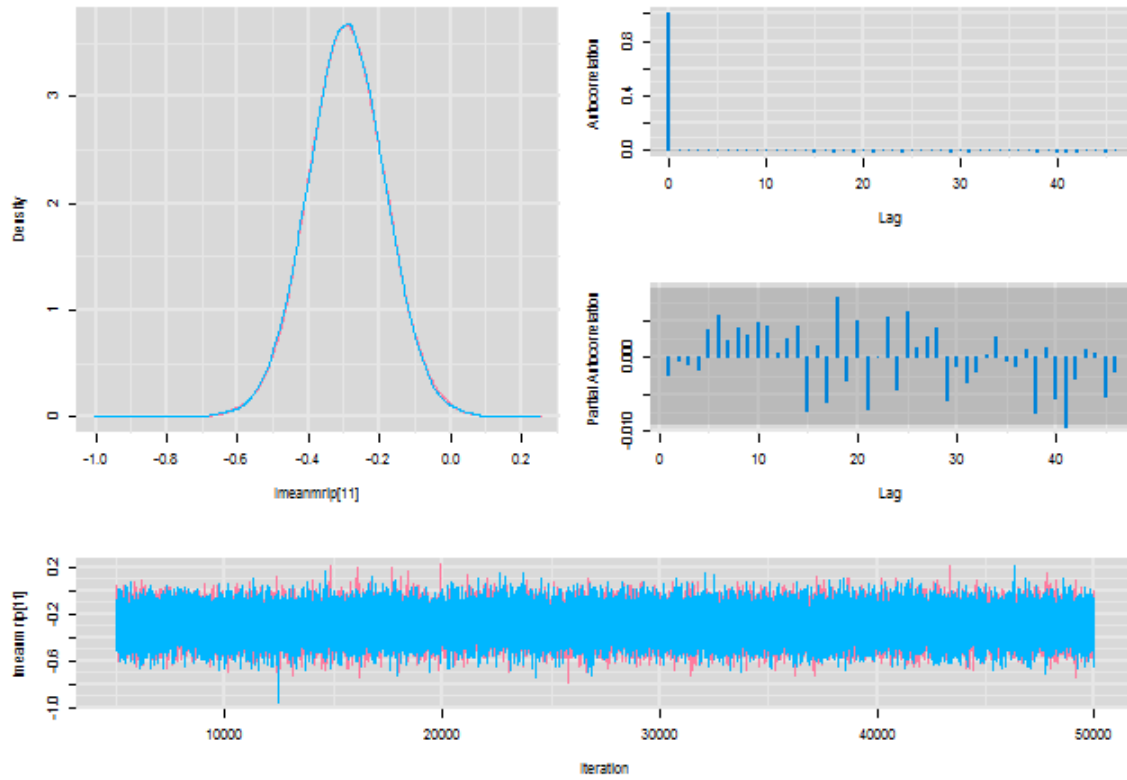 3
2
1
0
Density
−1.0 −0.8 −0.6 −0.4 −0.2 0.0 0.2
lmeanmrip[11]
0.8
0.4
0.0
Autocorrelation
0 10 20 30 40
Lag
0.000
−0.010
Partial Autocorrelation
0 10 20 30 40
Lag
0.2
−0.2
−0.6
−1.0
lmeanmrip[11]
10000 20000 30000 40000 50000
Iteration